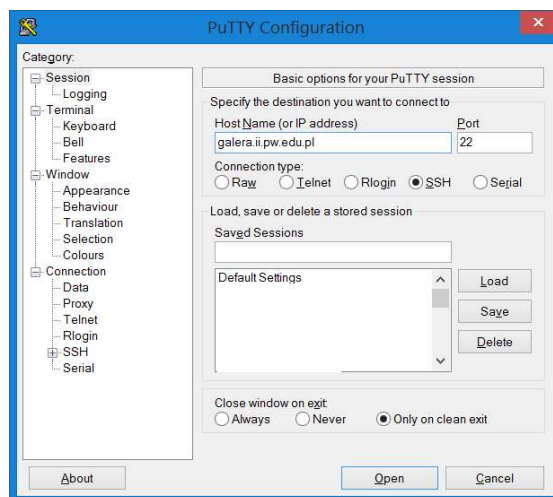 PuTTY Configuration
Category:
Session
Logging
Terminal
Keyboard
Bell
Features
Window
Appearance
Behaviour
Translation
Selection
Colours
Connection
Data
Proxy
Telnet
Rlogin
SSH
Serial
Basic options for your PuTTY session
Specify the destination you want to connect to
Host Name (or IP address) Port
galera.ii.pw.edu.pl 22
Connection type:
Raw Telnet Rlogin SSH Serial
Load, save or delete a stored session
Saved Sessions
Default Settings
Load
Save
Delete
Close window on exit:
Always Never Only on clean exit
About Open Cancel